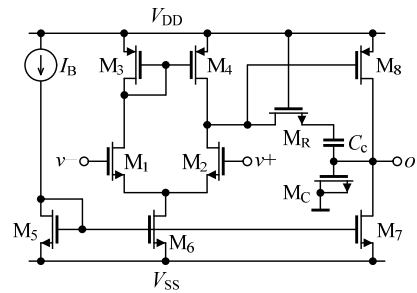 V_DD
I_B
M_3
M_4
M_8
M_R
C_c
v−
M_1
M_2
v+
o
M_C
M_5
M_6
M_7
V_SS